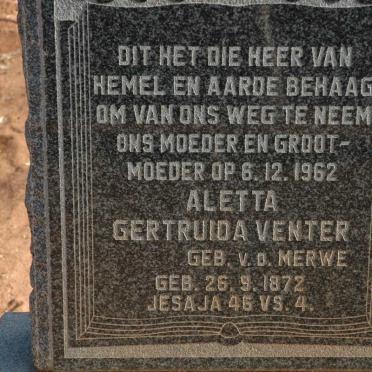 DIT HET DIE HEER VAN
HEMEL EN AARDE BEHAAG
OM VAN ONS WEG TE NEEM
ONS MOEDER EN GROOT-
MOEDER OP 6.12.1962
ALETTA
GERTRUIDA VENTER
GEB. V.D. MERWE
GEB. 26.9.1872
JESAJA 46 VS. 4.